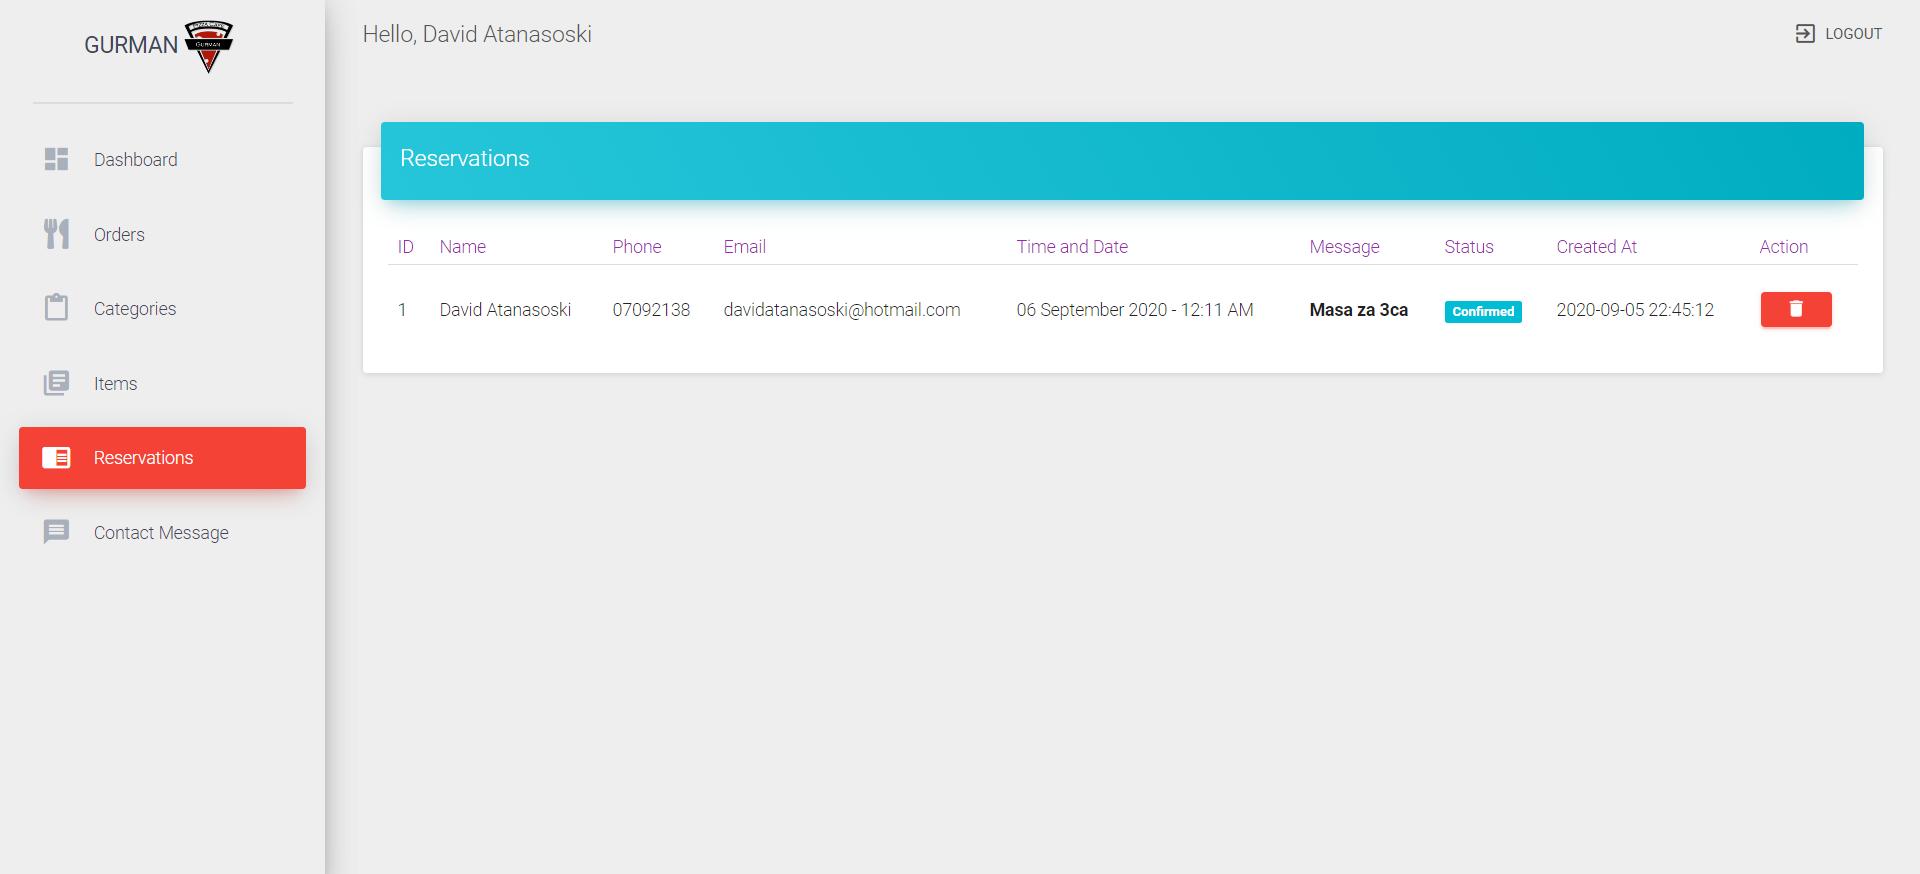 GURMAN
GURMAN
Hello, David Atanasoski
LOGOUT
Dashboard
Orders
Categories
Items
Reservations
Contact Message
Reservations
ID Name Phone Email Time and Date Message Status Created At Action
1 David Atanasoski 07092138 davidatanasoski@hotmail.com 06 September 2020 - 12:11 AM Masa za 3ca Confirmed 2020-09-05 22:45:12